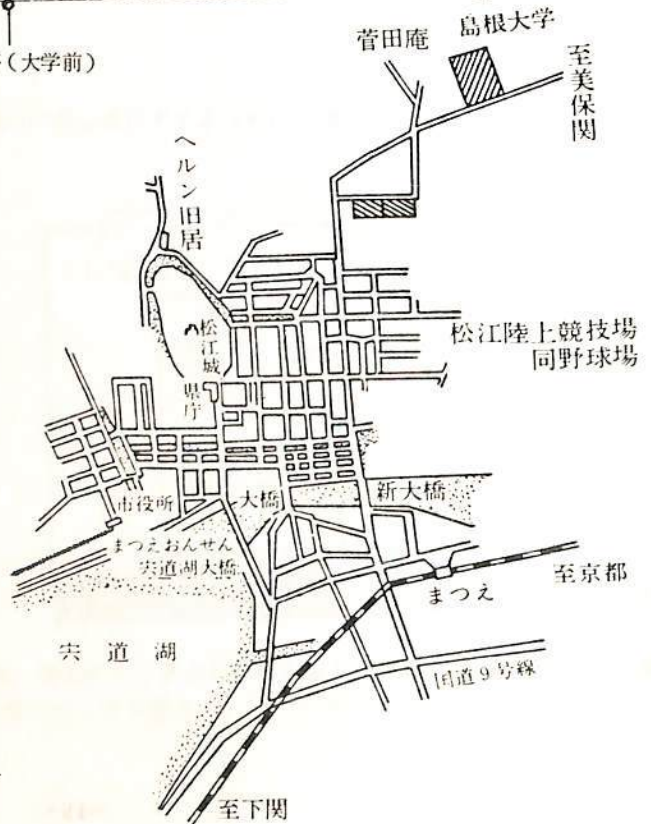 (大学前)
島根大学
菅田庵
至美保関
ヘルン旧居
松江城
県庁
松江陸上競技場
同野球場
市役所
大橋
新大橋
まつえおんせん
宍道湖大橋
まつえ
至京都
宍道湖
国道9号線
至下関